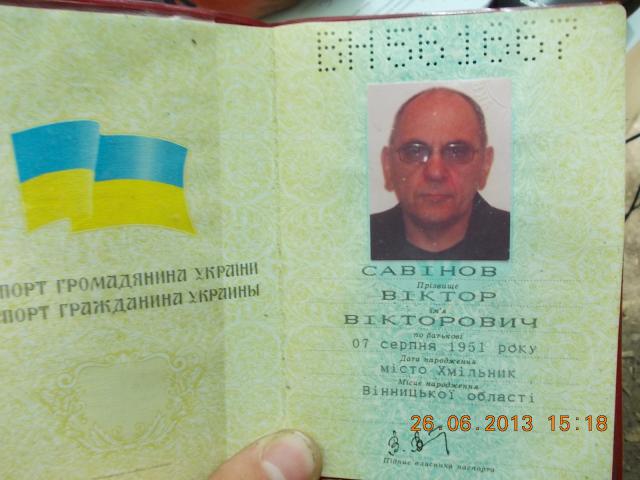 ПОРТ ГРОМАДЯНИНА УКРАЇНИ
ПОРТ ГРАЖДАНИНА УКРАИНЫ
ВН561867
САВІНОВ
Прізвище
ВІКТОР
ім'я
ВІКТОРОВИЧ
по батькові
07 серпня 1951 року
Дата народження
місто Хмільник
Місце народження
Вінницької області
26.06.2013 15:18
Підпис власника паспорта